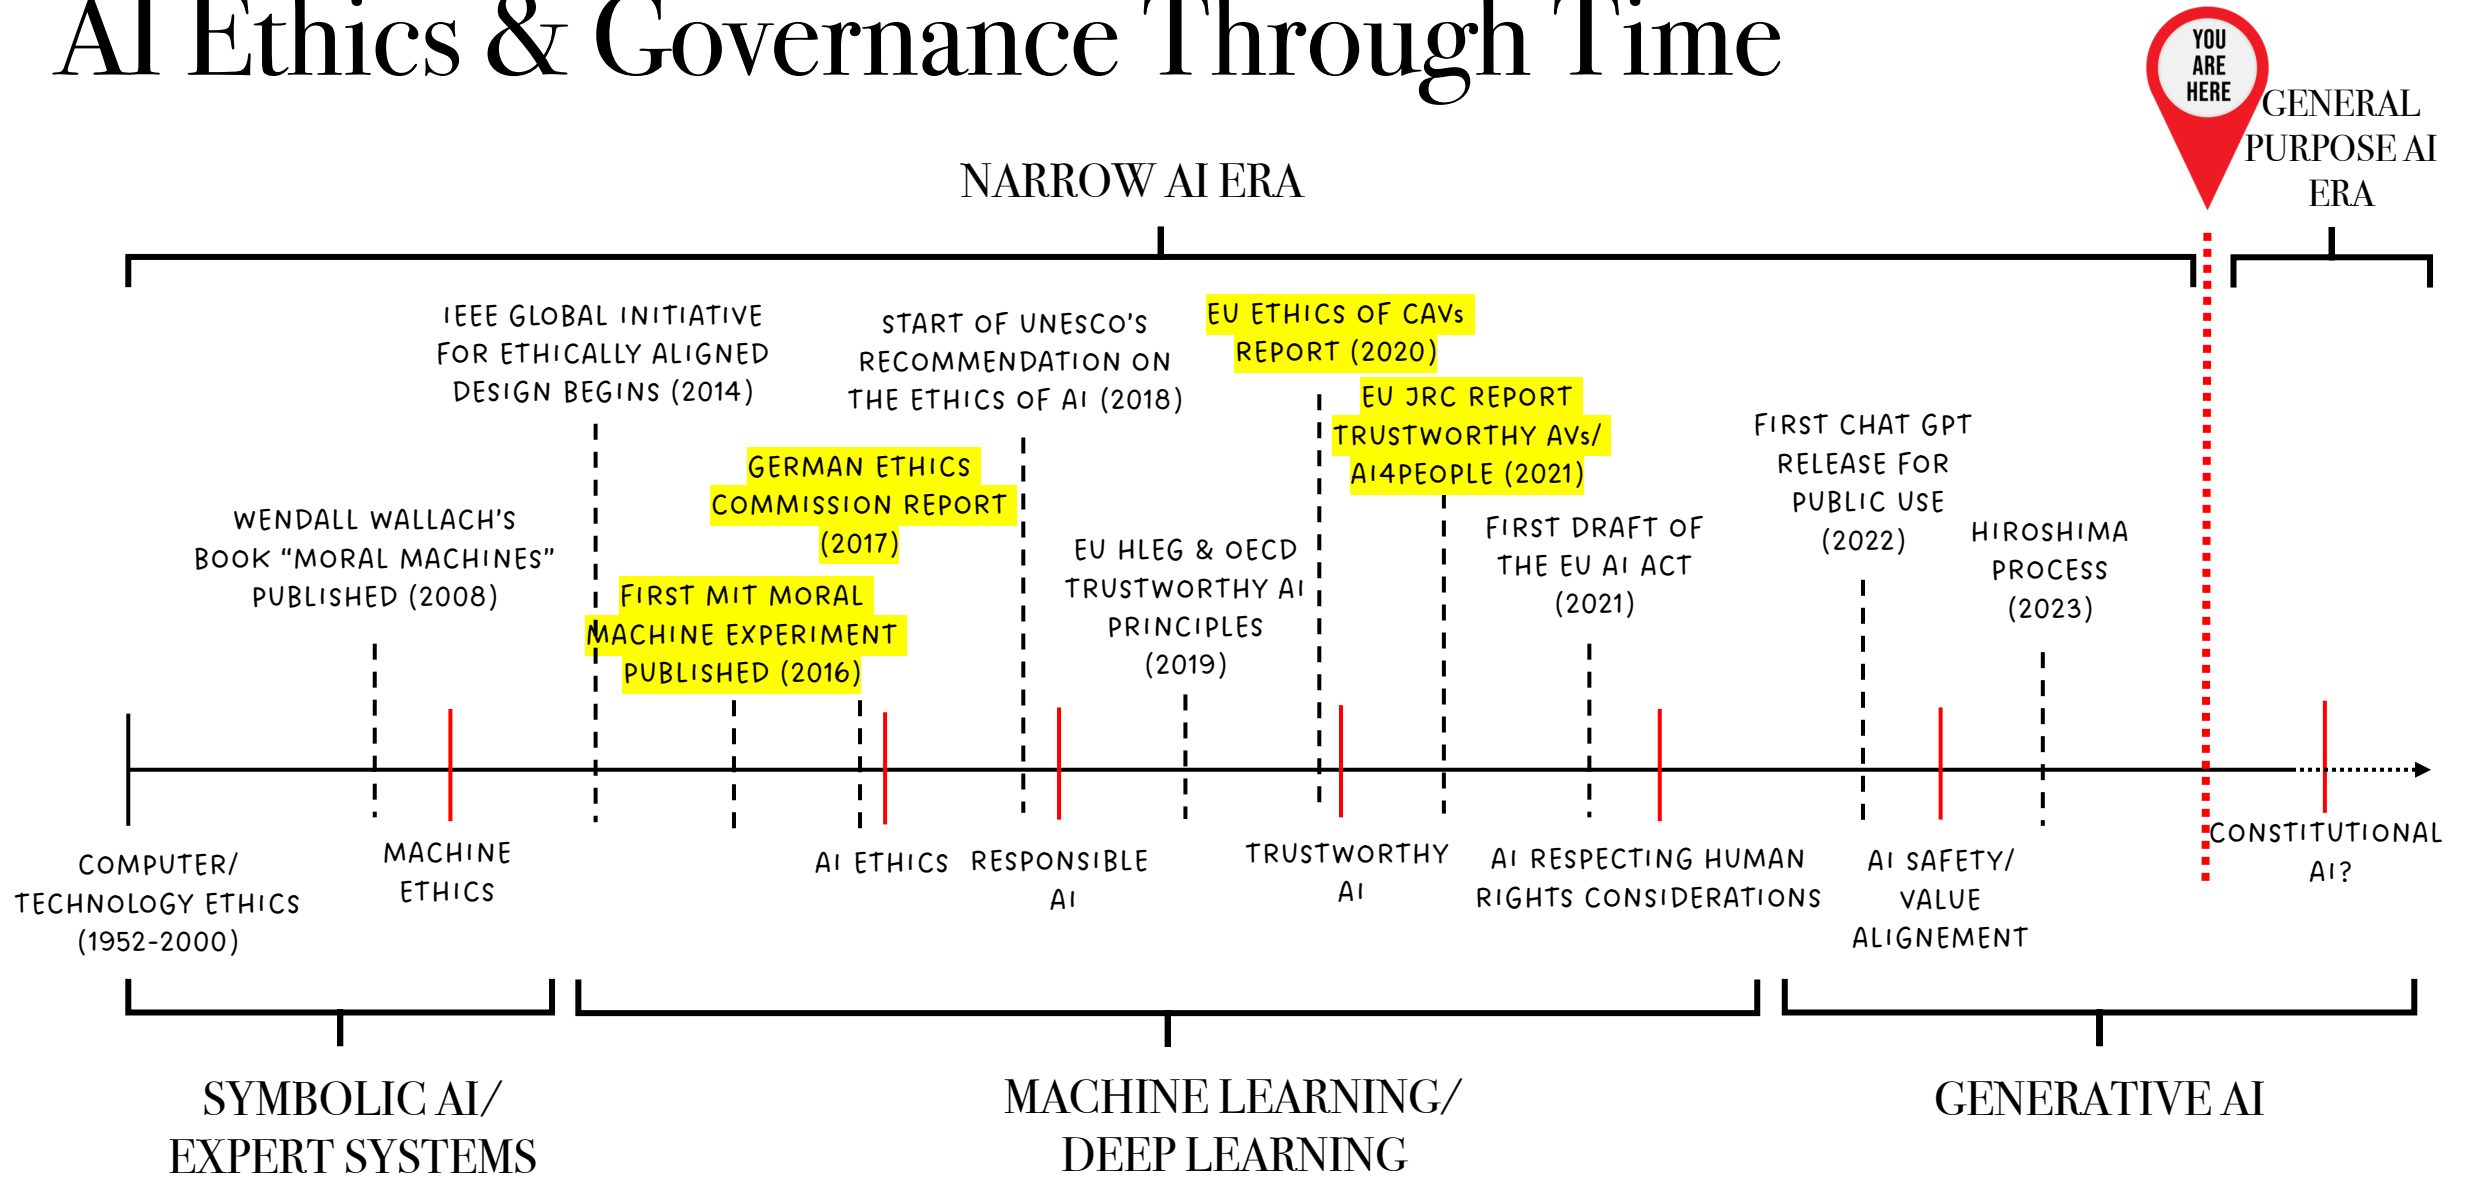 AI Ethics & Governance Through Time
YOU
ARE
HERE
GENERAL
PURPOSE AI
ERA
NARROW AI ERA
IEEE GLOBAL INITIATIVE
FOR ETHICALLY ALIGNED
DESIGN BEGINS (2014)
START OF UNESCO'S
RECOMMENDATION ON
THE ETHICS OF AI (2018)
EU ETHICS OF CAVs
REPORT (2020)
EU JRC REPORT
TRUSTWORTHY AVs/
AI4PEOPLE (2021)
FIRST CHAT GPT
RELEASE FOR
PUBLIC USE
(2022)
GERMAN ETHICS
COMMISSION REPORT
(2017)
WENDALL WALLACH'S
BOOK "MORAL MACHINES"
PUBLISHED (2008)
FIRST MIT MORAL
MACHINE EXPERIMENT
PUBLISHED (2016)
EU HLEG & OECD
TRUSTWORTHY AI
PRINCIPLES
(2019)
FIRST DRAFT OF
THE EU AI ACT
(2021)
HIROSHIMA
PROCESS
(2023)
COMPUTER/
TECHNOLOGY ETHICS
(1952-2000)
MACHINE
ETHICS
AI ETHICS
RESPONSIBLE
AI
TRUSTWORTHY
AI
AI RESPECTING HUMAN
RIGHTS CONSIDERATIONS
AI SAFETY/
VALUE
ALIGNEMENT
CONSTITUTIONAL
AI?
SYMBOLIC AI/
EXPERT SYSTEMS
MACHINE LEARNING/
DEEP LEARNING
GENERATIVE AI